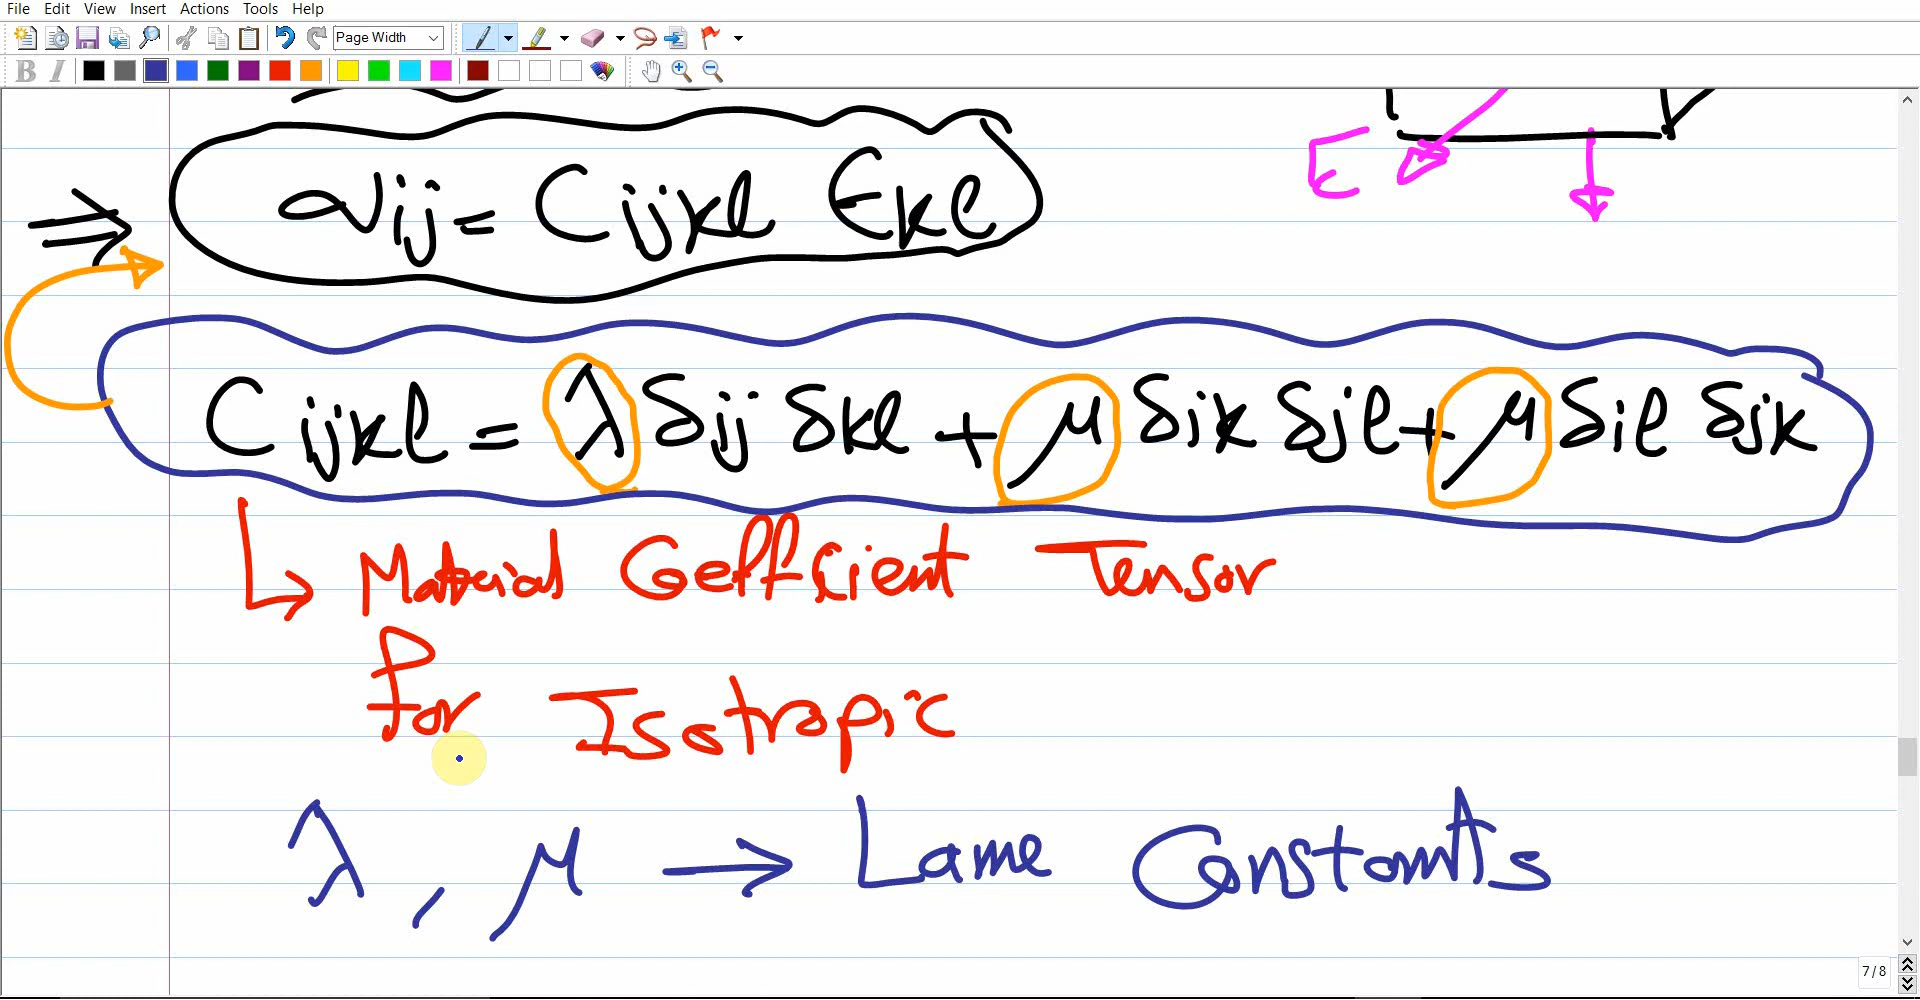 File Edit View Insert Actions Tools Help
Page Width
B I
E
⇒ σij = Cijkl Ekl
Cijkl = λ δij δkl + μ δik δjl + μ δil δjk
↳ Material Coefficient Tensor
for Isotropic
λ, μ → Lame Constants
7 / 8